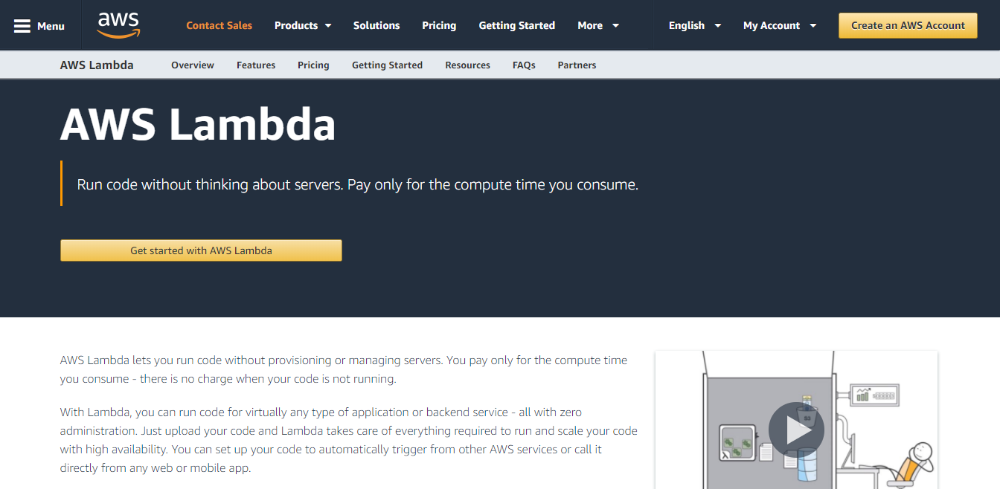 Menu
aws
Contact Sales
Products
Solutions
Pricing
Getting Started
More
English
My Account
Create an AWS Account
AWS Lambda
Overview
Features
Pricing
Getting Started
Resources
FAQs
Partners
AWS Lambda
Run code without thinking about servers. Pay only for the compute time you consume.
Get started with AWS Lambda
AWS Lambda lets you run code without provisioning or managing servers. You pay only for the compute time
you consume - there is no charge when your code is not running.
With Lambda, you can run code for virtually any type of application or backend service - all with zero
administration. Just upload your code and Lambda takes care of everything required to run and scale your code
with high availability. You can set up your code to automatically trigger from other AWS services or call it
directly from any web or mobile app.
S3